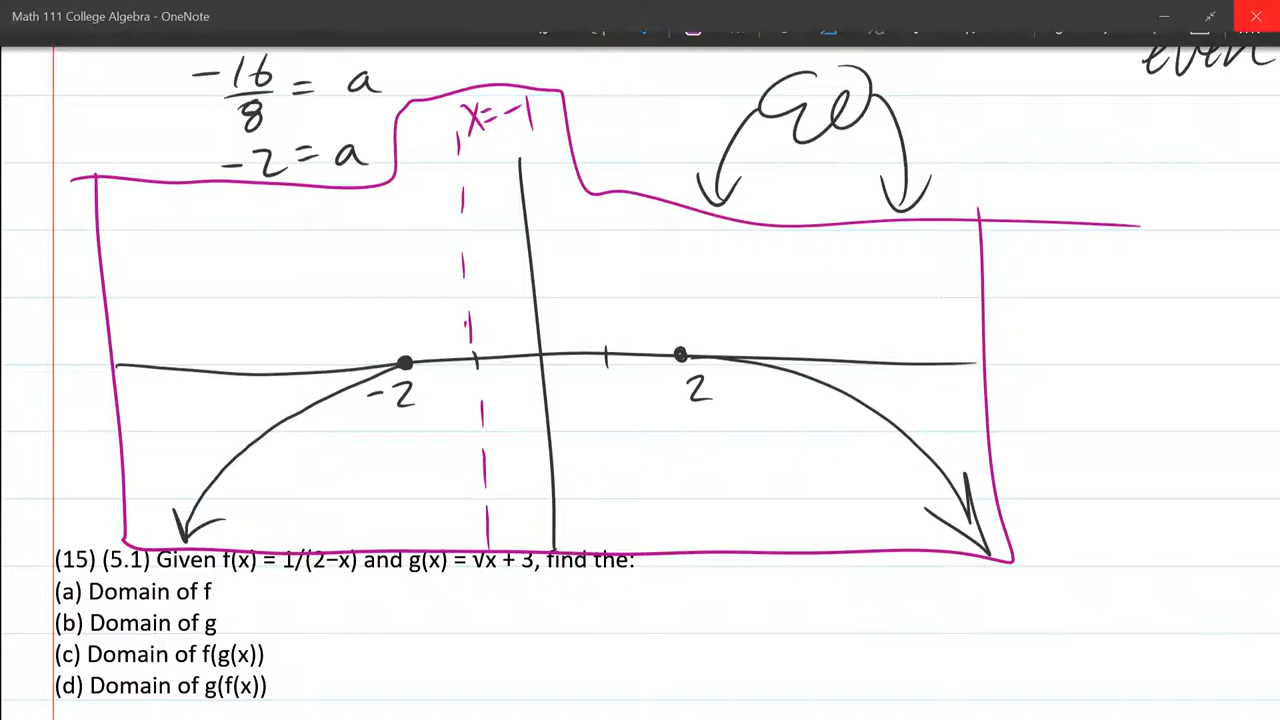 Math 111 College Algebra - OneNote
even
-16/8 = a
-2 = a
x=-1
-2
2
(15) (5.1) Given f(x) = 1/(2−x) and g(x) = √x + 3, find the:
(a) Domain of f
(b) Domain of g
(c) Domain of f(g(x))
(d) Domain of g(f(x))